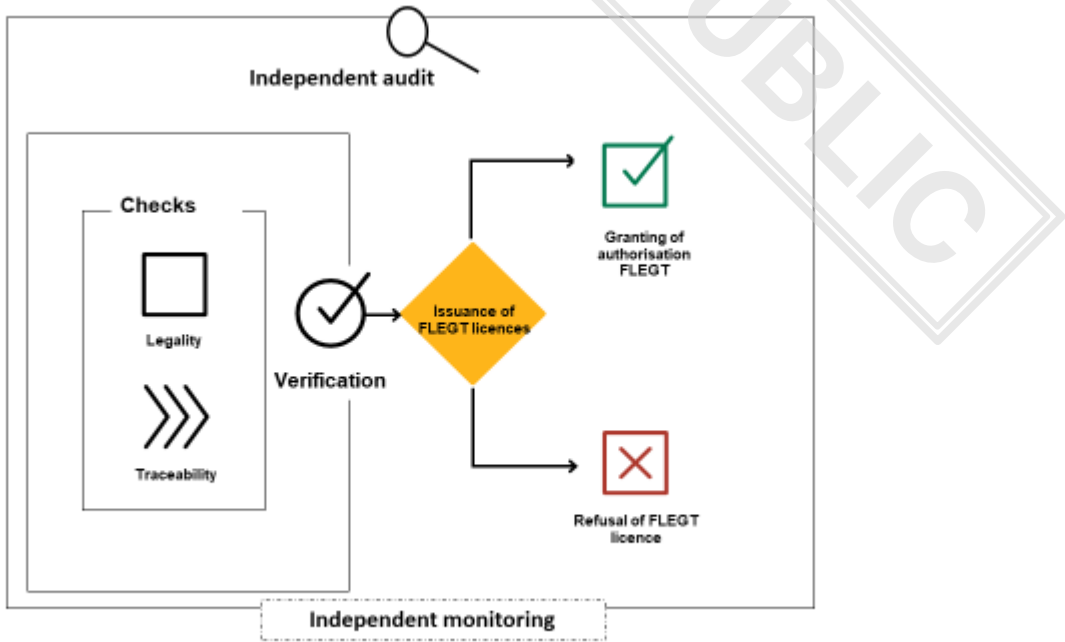 Independent audit
Checks
Legality
Traceability
Verification
Issuance of
FLEGT licences
Granting of
authorisation
FLEGT
Refusal of FLEGT
licence
Independent monitoring
UBLIC